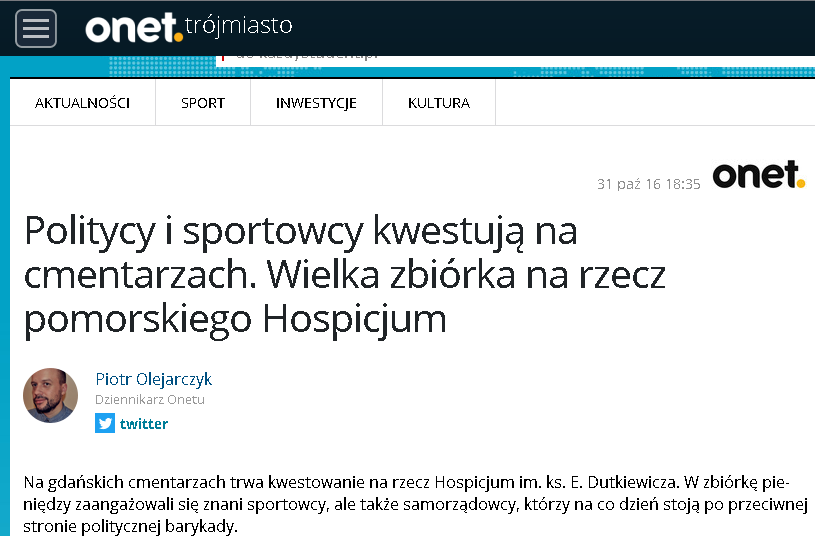 onet.trójmiasto
AKTUALNOŚCI SPORT INWESTYCJE KULTURA
31 paź 16 18:35 onet.
Politycy i sportowcy kwestują na
cmentarzach. Wielka zbiórka na rzecz
pomorskiego Hospicjum
Piotr Olejarczyk
Dziennikarz Onetu
twitter
Na gdańskich cmentarzach trwa kwestowanie na rzecz Hospicjum im. ks. E. Dutkiewicza. W zbiórkę pie-
niędzy zaangażowali się znani sportowcy, ale także samorządowcy, którzy na co dzień stoją po przeciwnej
stronie politycznej barykady.